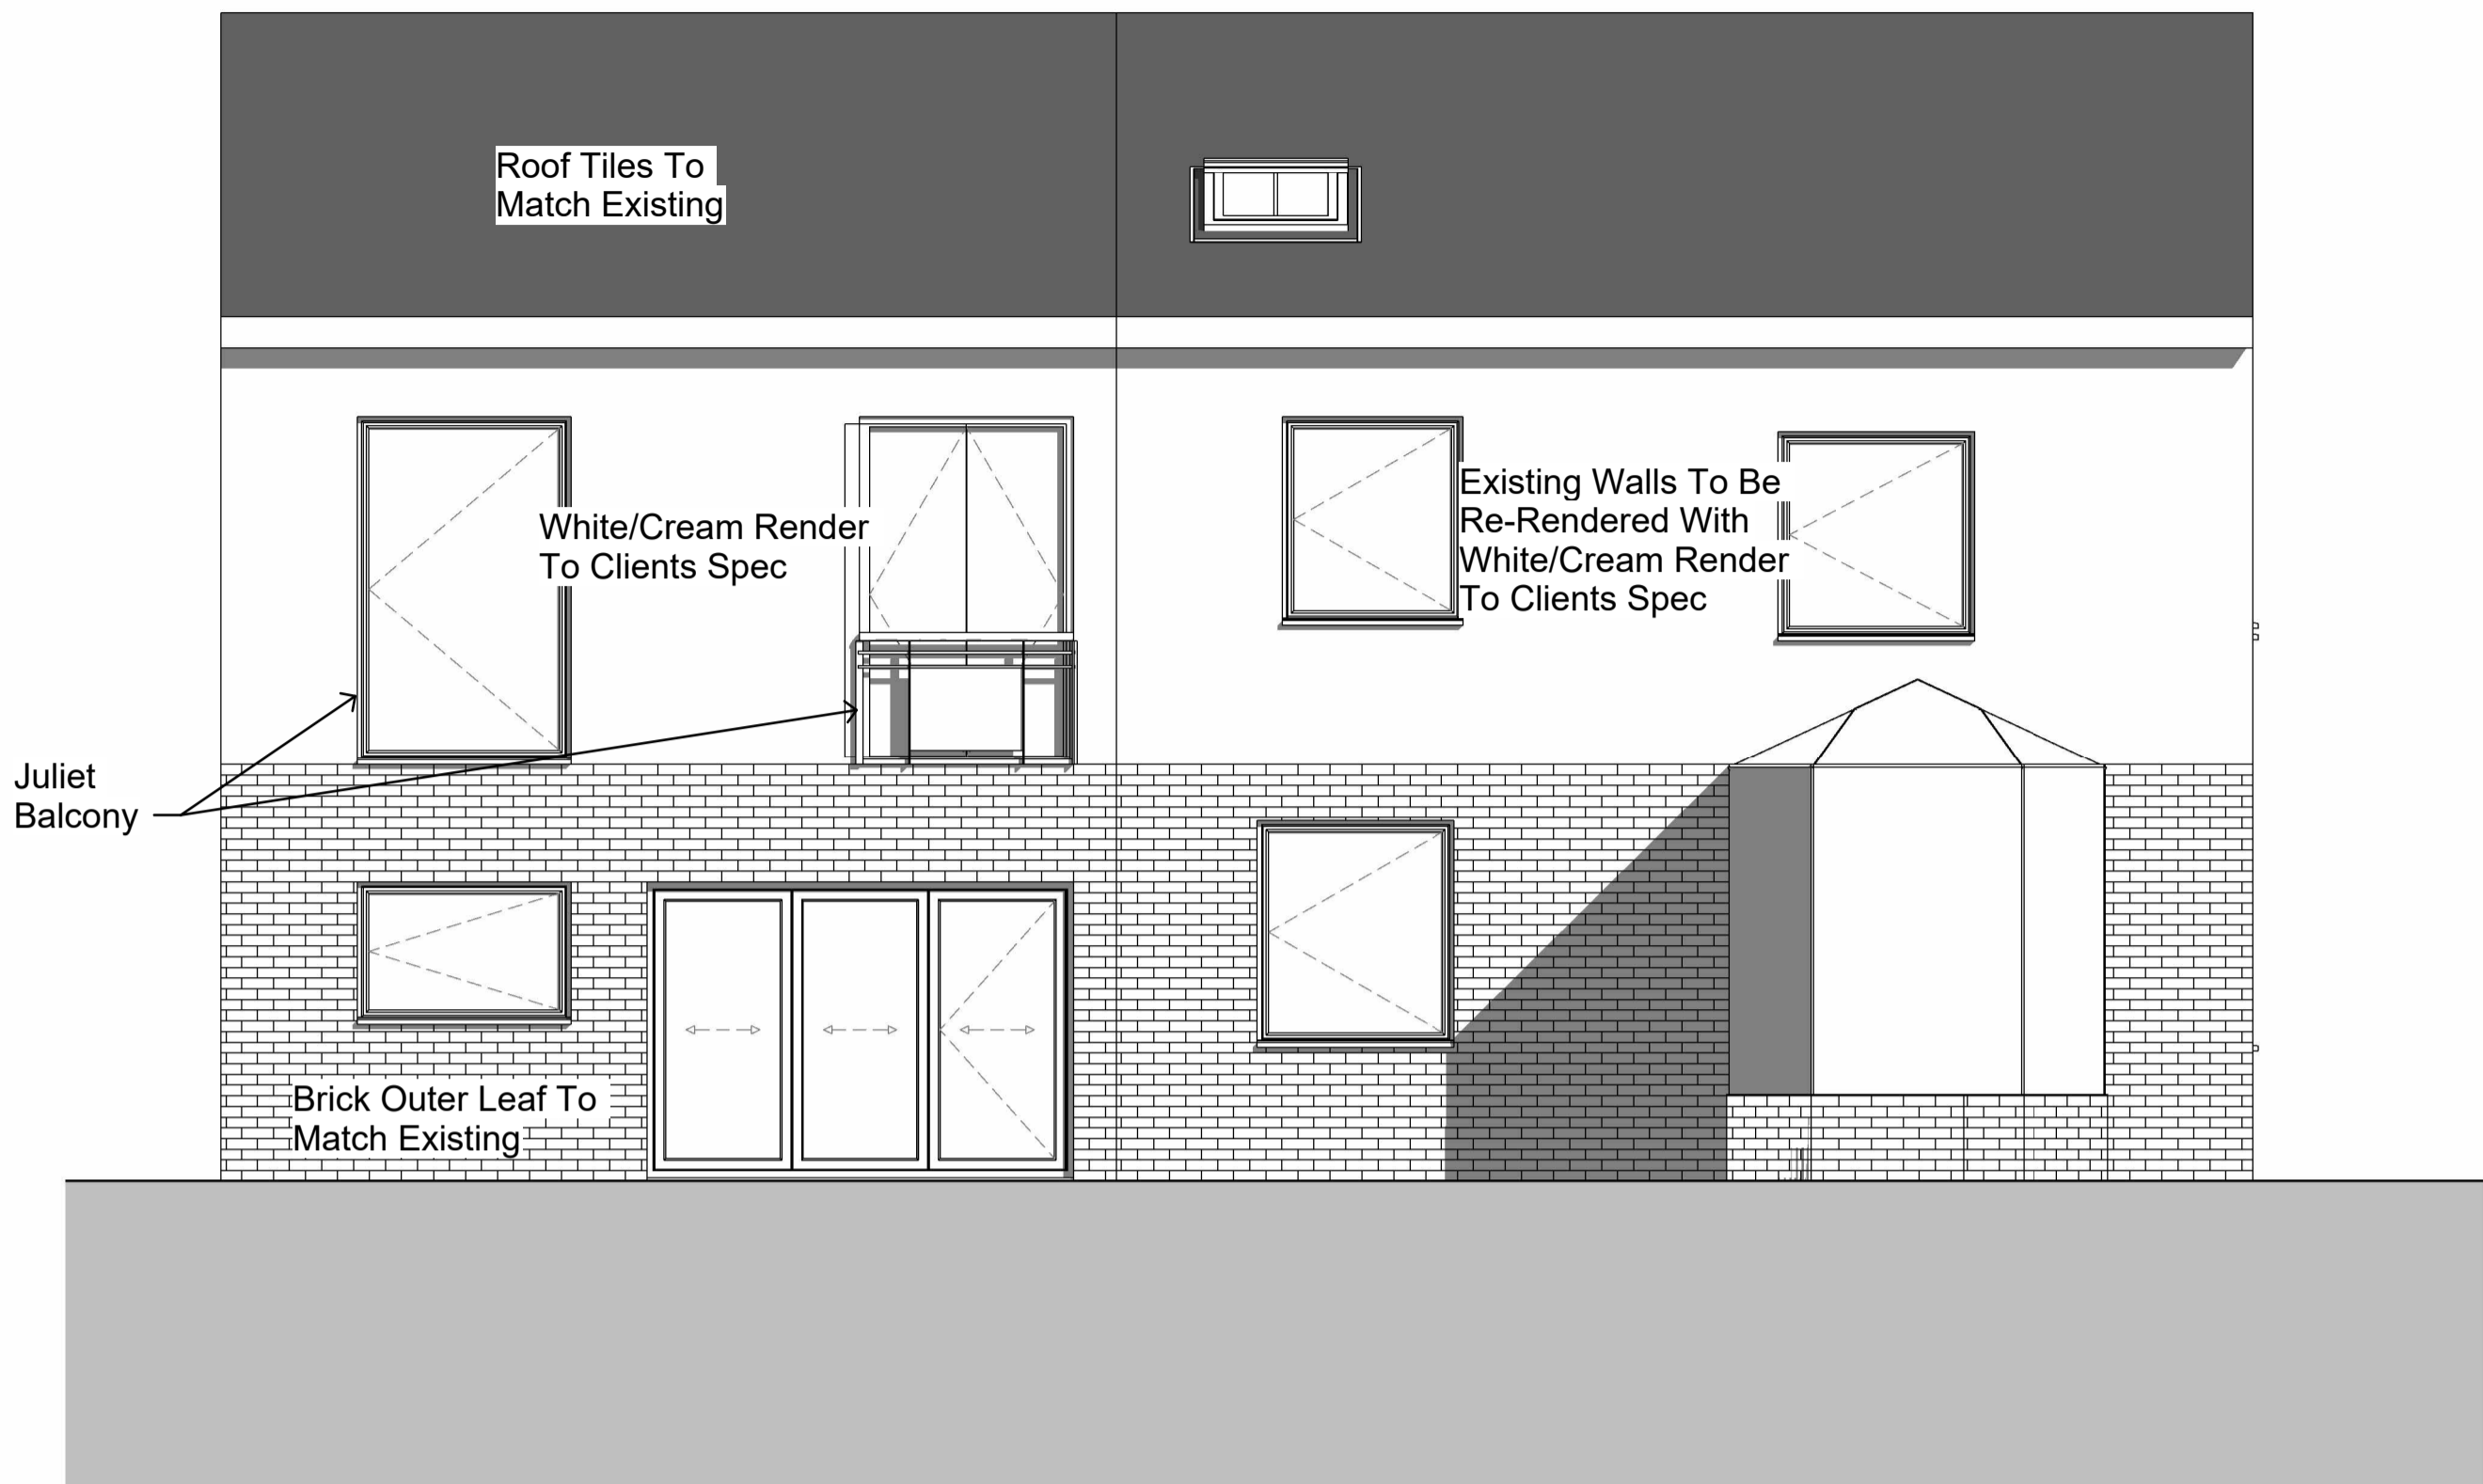 Roof Tiles To
Match Existing
White/Cream Render
To Clients Spec
Existing Walls To Be
Re-Rendered With
White/Cream Render
To Clients Spec
Juliet
Balcony
Brick Outer Leaf To
Match Existing